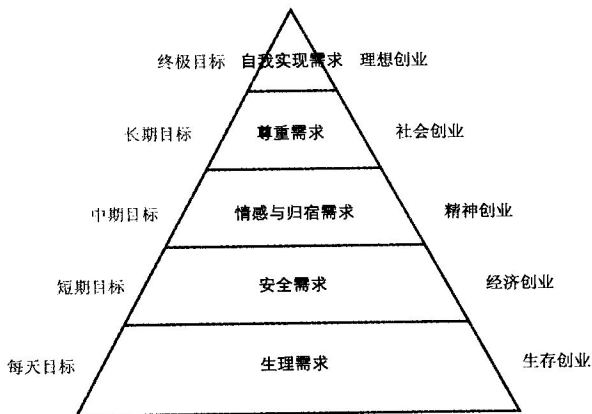 终极目标 自我实现需求 理想创业
长期目标 尊重需求 社会创业
中期目标 情感与归宿需求 精神创业
短期目标 安全需求 经济创业
每天目标 生理需求 生存创业